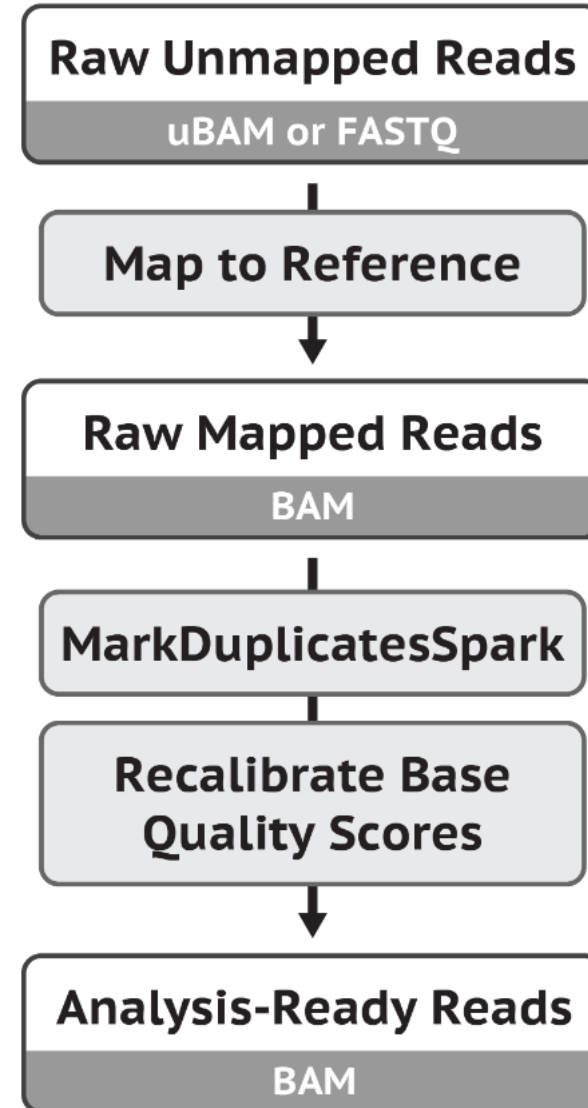 Raw Unmapped Reads
uBAM or FASTQ
Map to Reference
Raw Mapped Reads
BAM
MarkDuplicatesSpark
Recalibrate Base
Quality Scores
Analysis-Ready Reads
BAM